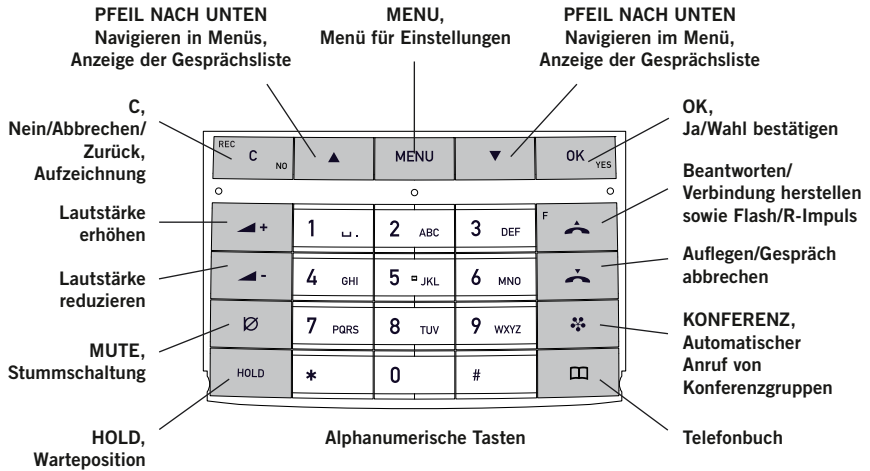 PFEIL NACH UNTEN
Navigieren in Menüs,
Anzeige der Gesprächsliste
MENU,
Menü für Einstellungen
PFEIL NACH UNTEN
Navigieren im Menü,
Anzeige der Gesprächsliste
C,
Nein/Abbrechen/
Zurück,
Aufzeichnung
Lautstärke
erhöhen
Lautstärke
reduzieren
MUTE,
Stummschaltung
HOLD,
Warteposition
REC C NO
MENU
OK YES
+
1 .
2 ABC
3 DEF
F
-
4 GHI
5 JKL
6 MNO
7 PQRS
8 TUV
9 WXYZ
HOLD
*
0
#
Alphanumerische Tasten
OK,
Ja/Wahl bestätigen
Beantworten/
Verbindung herstellen
sowie Flash/R-Impuls
Auflegen/Gespräch
abbrechen
KONFERENZ,
Automatischer
Anruf von
Konferenzgruppen
Telefonbuch